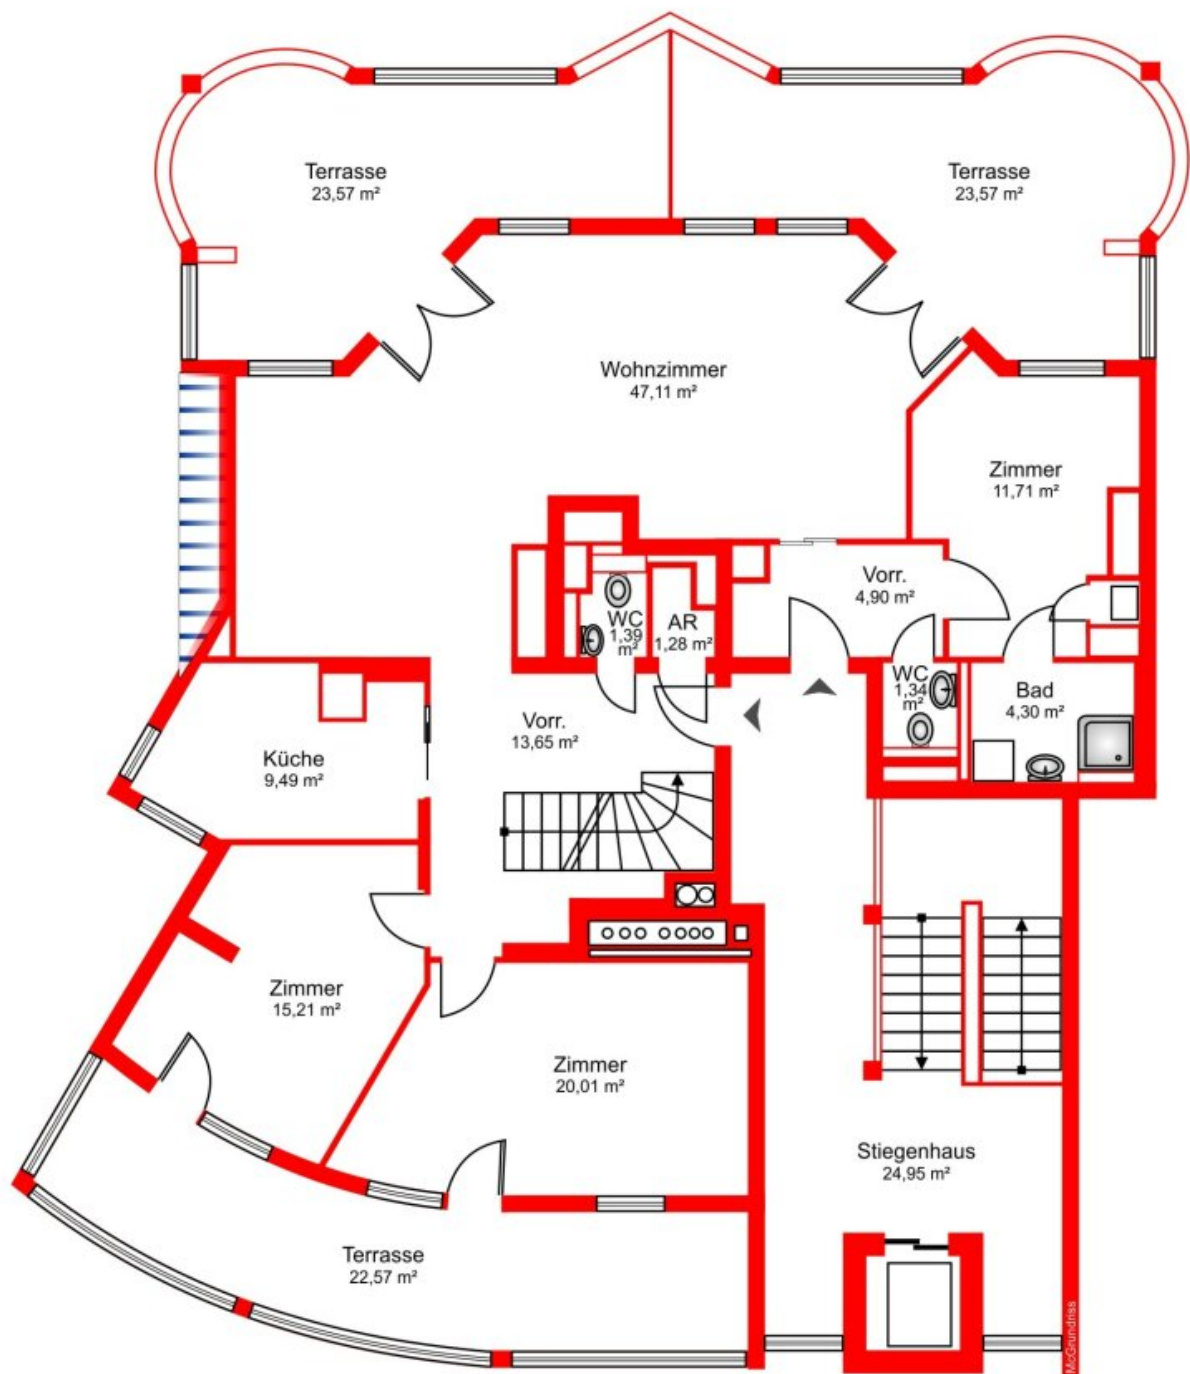 Terrasse
23,57 m²
Terrasse
23,57 m²
Wohnzimmer
47,11 m²
Zimmer
11,71 m²
Vorr.
4,90 m²
WC
1,39
m²
AR
1,28 m²
WC
1,34
m²
Bad
4,30 m²
Vorr.
13,65 m²
Küche
9,49 m²
Zimmer
15,21 m²
Zimmer
20,01 m²
Stiegenhaus
24,95 m²
Terrasse
22,57 m²
McGrundriss